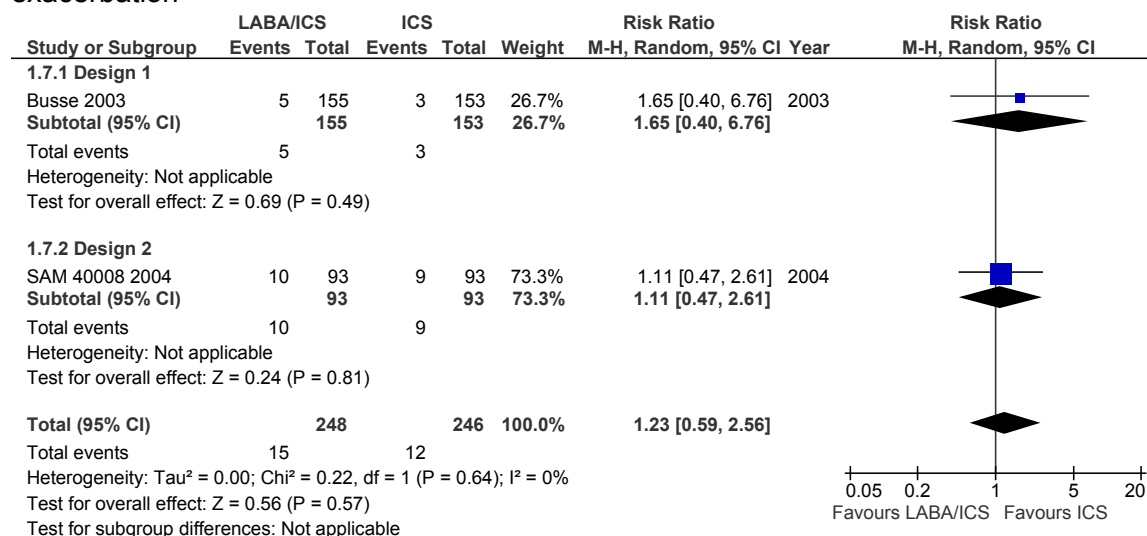 exacerbation
LABA/ICS ICS Risk Ratio Risk Ratio
Study or Subgroup Events Total Events Total Weight M-H, Random, 95% CI Year M-H, Random, 95% CI
1.7.1 Design 1
Busse 2003 5 155 3 153 26.7% 1.65 [0.40, 6.76] 2003
Subtotal (95% CI) 155 153 26.7% 1.65 [0.40, 6.76]
Total events 5 3
Heterogeneity: Not applicable
Test for overall effect: Z = 0.69 (P = 0.49)
1.7.2 Design 2
SAM 40008 2004 10 93 9 93 73.3% 1.11 [0.47, 2.61] 2004
Subtotal (95% CI) 93 93 73.3% 1.11 [0.47, 2.61]
Total events 10 9
Heterogeneity: Not applicable
Test for overall effect: Z = 0.24 (P = 0.81)
Total (95% CI) 248 246 100.0% 1.23 [0.59, 2.56]
Total events 15 12
Heterogeneity: Tau² = 0.00; Chi² = 0.22, df = 1 (P = 0.64); I² = 0%
Test for overall effect: Z = 0.56 (P = 0.57)
Test for subgroup differences: Not applicable
0.05 0.2 1 5 20
Favours LABA/ICS Favours ICS